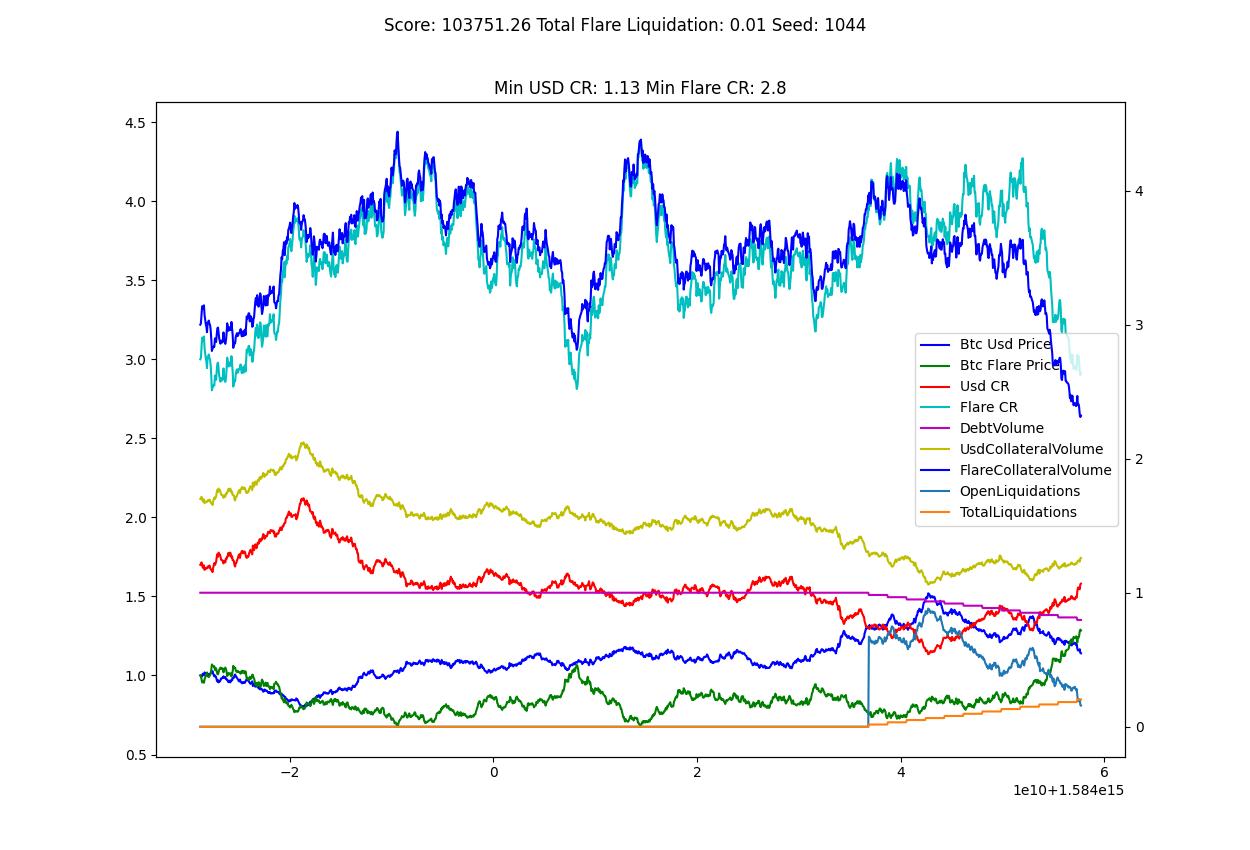 Score: 103751.26 Total Flare Liquidation: 0.01 Seed: 1044
Min USD CR: 1.13 Min Flare CR: 2.8
4.5
4.0
3.5
3.0
2.5
2.0
1.5
1.0
0.5
4
3
2
1
0
Btc Usd Price
Btc Flare Price
Usd CR
Flare CR
DebtVolume
UsdCollateralVolume
FlareCollateralVolume
OpenLiquidations
TotalLiquidations
−2 0 2 4 6
1e10+1.584e15